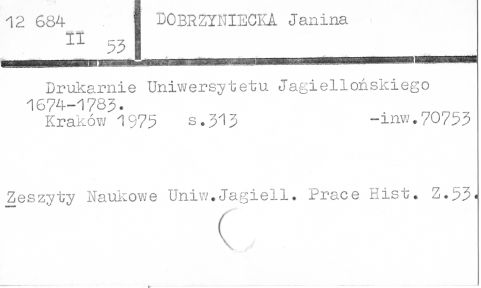 12 684
II 53
DOBRZYNIECKA Janina
Drukarnie Uniwersytetu Jagiellońskiego
1674-1783.
Kraków 1975 s.313 -inw.70753
Zeszyty Naukowe Uniw.Jagiell. Prace Hist. Z.53.